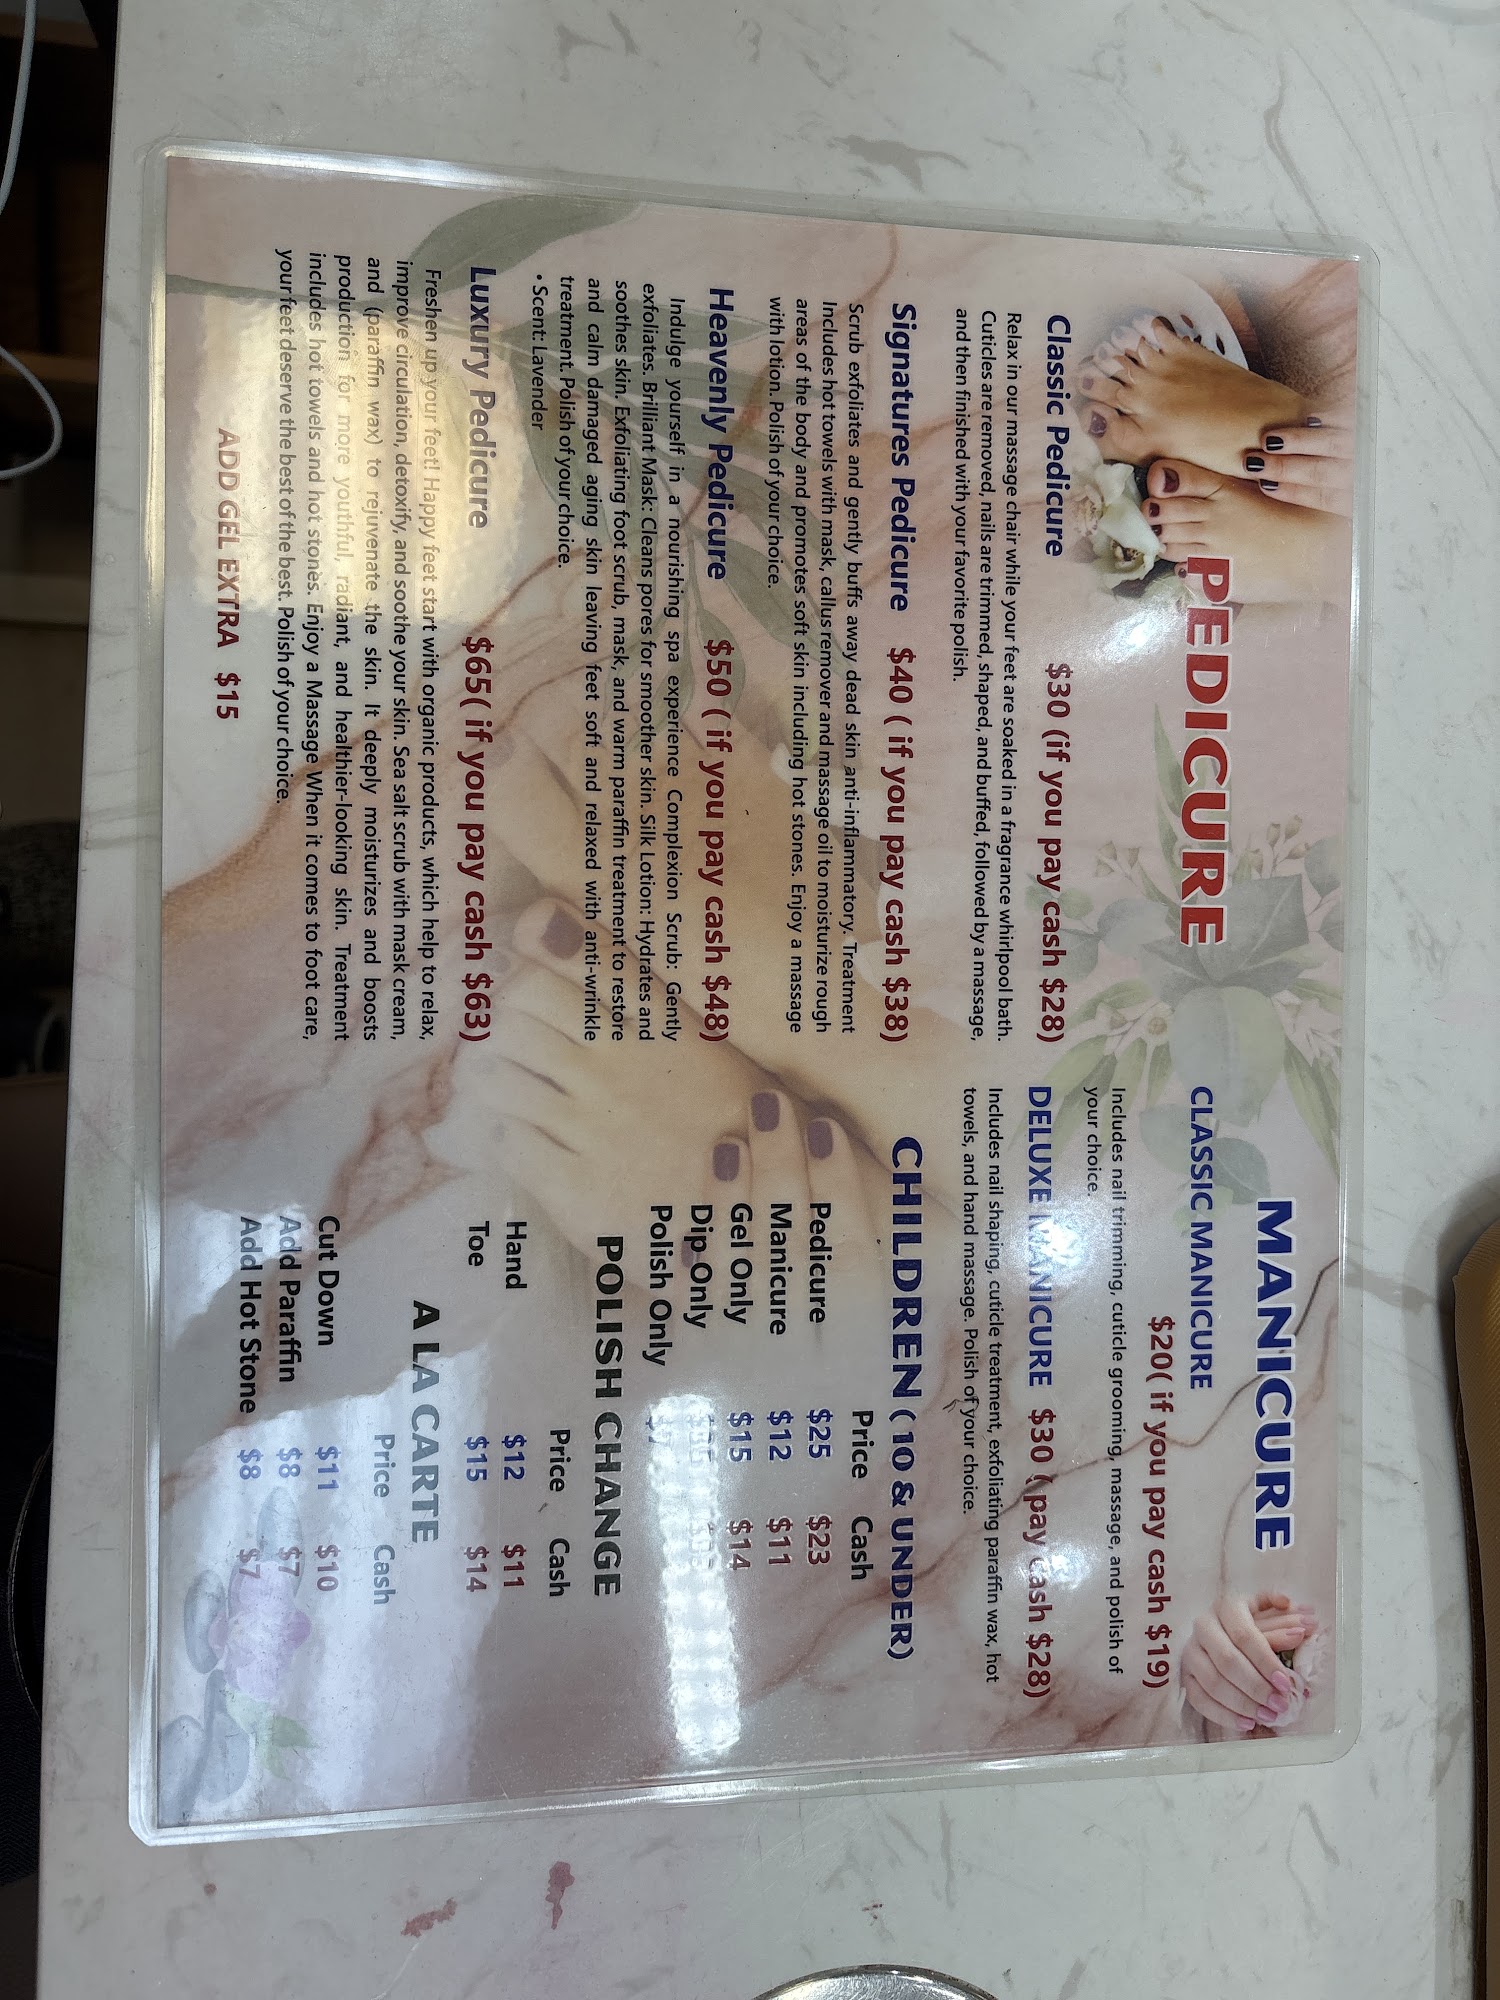 PEDICURE
Classic Pedicure $30 (if you pay cash $28)
Relax in our massage chair while your feet are soaked in a fragrance whirlpool bath.
Cuticles are removed, nails are trimmed, shaped, and buffed, followed by a massage,
and then finished with your favorite polish.
Signatures Pedicure $40 ( if you pay cash $38)
Scrub exfoliates and gently buffs away dead skin anti-inflammatory. Treatment
Includes hot towels with mask, callus remover and massage oil to moisturize rough
areas of the body and promotes soft skin including hot stones. Enjoy a massage
with lotion. Polish of your choice.
Heavenly Pedicure $50 ( if you pay cash $48)
Indulge yourself in a nourishing spa experience Complexion Scrub: Gently
exfoliates. Brilliant Mask: Cleans pores for smoother skin. Silk Lotion: Hydrates and
soothes skin. Exfoliating foot scrub, mask, and warm paraffin treatment to restore
and calm damaged aging skin leaving feet soft and relaxed with anti-wrinkle
treatment. Polish of your choice.
• Scent: Lavender
Luxury Pedicure $65( if you pay cash $63)
Freshen up your feet! Happy feet start with organic products, which help to relax,
improve circulation, detoxify, and soothe your skin. Sea salt scrub with mask cream,
and (paraffin wax) to rejuvenate the skin. It deeply moisturizes and boosts
production for more youthful, radiant, and healthier-looking skin. Treatment
includes hot towels and hot stones. Enjoy a Massage When it comes to foot care,
your feet deserve the best of the best. Polish of your choice.
ADD GEL EXTRA $15
MANICURE
CLASSIC MANICURE
$20( if you pay cash $19)
Includes nail trimming, cuticle grooming, massage, and polish of
your choice.
DELUXE MANICURE $30 ( pay cash $28)
Includes nail shaping, cuticle treatment, exfoliating paraffin wax, hot
towels, and hand massage. Polish of your choice.
CHILDREN ( 10 & UNDER)
Price Cash
Pedicure $25 $23
Manicure $12 $11
Gel Only $15 $14
Dip Only
Polish Only $7
POLISH CHANGE
Price Cash
Hand $12 $11
Toe $15 $14
A LA CARTE
Price Cash
Cut Down $11 $10
Add Paraffin $8 $7
Add Hot Stone $8 $7